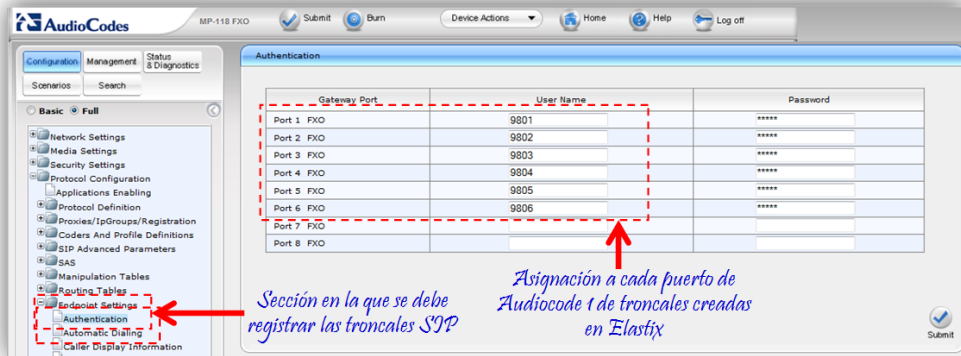 AudioCodes
MP-118 FXO
Submit
Burn
Device Actions
Home
Help
Log off
Configuration
Management
Status
& Diagnostics
Scenarios
Search
Basic
Full
Network Settings
Media Settings
Security Settings
Protocol Configuration
Applications Enabling
Protocol Definition
Proxies/IpGroups/Registration
Coders And Profile Definitions
SIP Advanced Parameters
SAS
Manipulation Tables
Routing Tables
Endpoint Settings
Authentication
Automatic Dialing
Caller Display Information
Authentication
Gateway Port User Name Password
Port 1 FXO 9801 *****
Port 2 FXO 9802 *****
Port 3 FXO 9803 *****
Port 4 FXO 9804 *****
Port 5 FXO 9805 *****
Port 6 FXO 9806 *****
Port 7 FXO
Port 8 FXO
Sección en la que se debe
registrar las troncales SIP
Asignación a cada puerto de
Audiocode 1 de troncales creadas
en Elastix
Submit